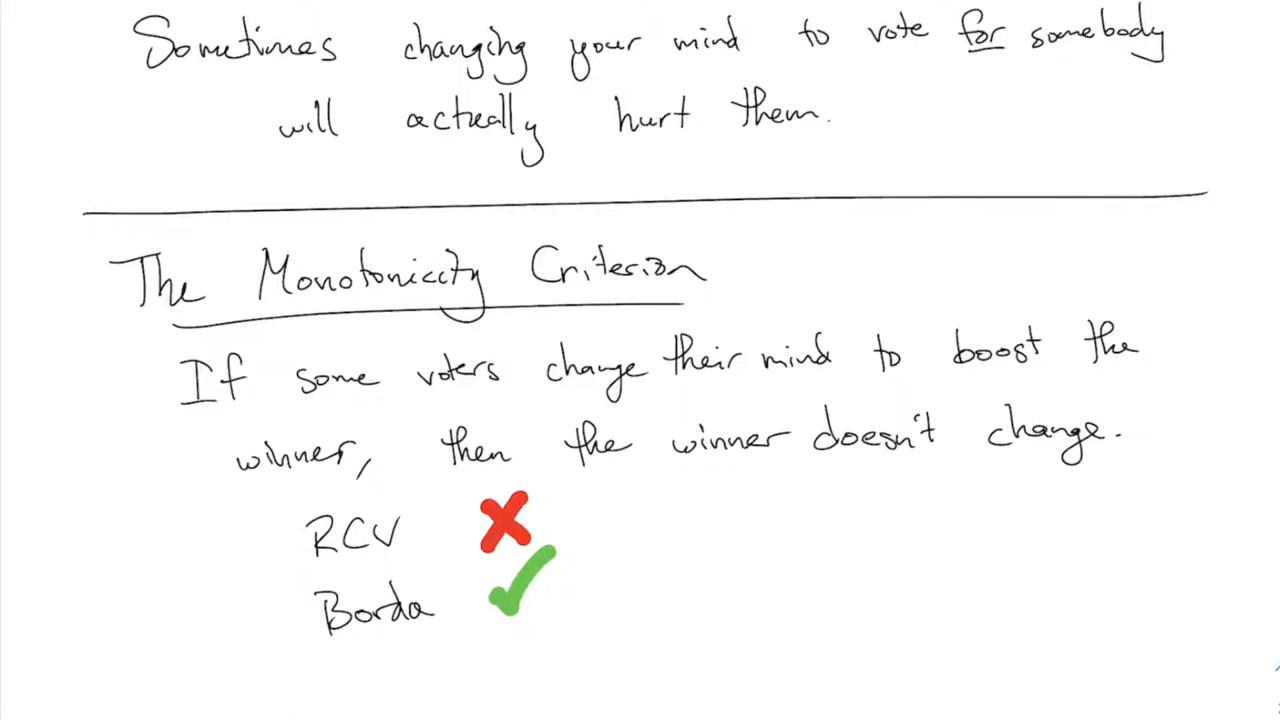 Sometimes changing your mind to vote for somebody
will actually hurt them.
The Monotonicity Criterion
If some voters change their mind to boost the
winner, then the winner doesn't change.
RCV
Borda